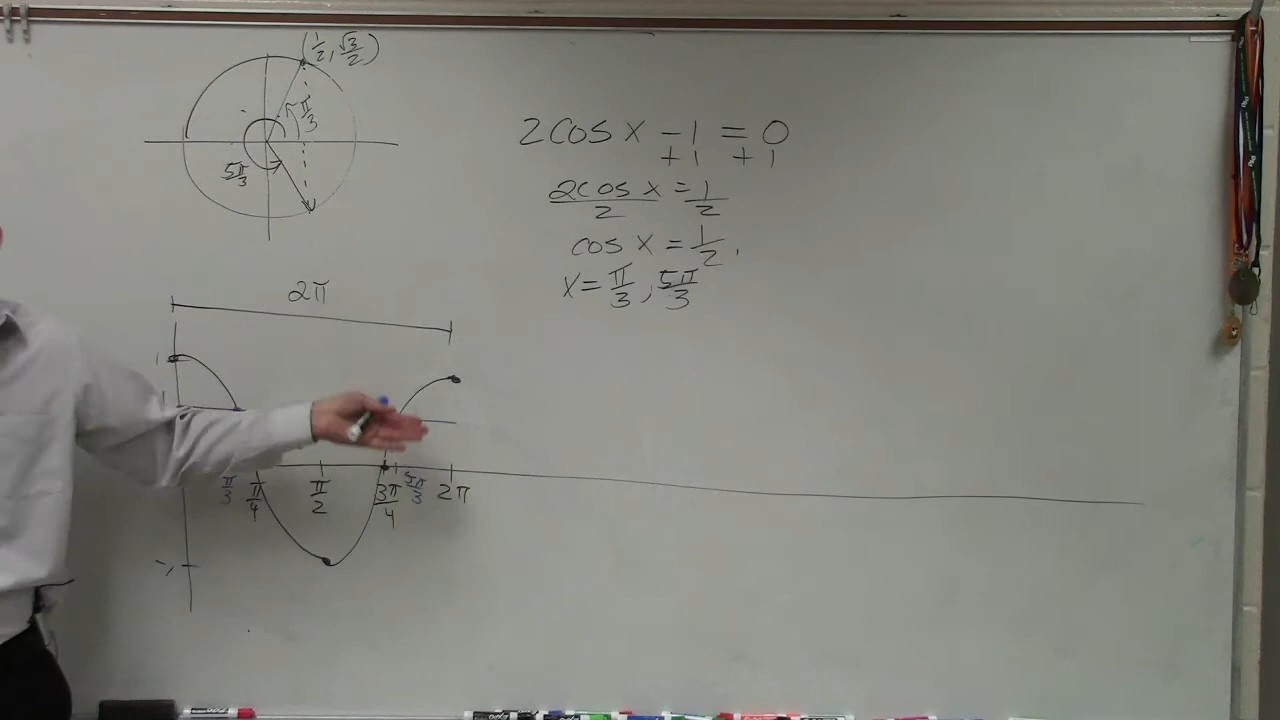 (1/2, √3/2)
π/3
5π/3
2cos x - 1 = 0
+1 +1
2cos x/2 = 1/2
cos x = 1/2,
x = π/3, 5π/3
2π
1
π/3 π/4 π/2 3π/4 5π/3 2π
-1